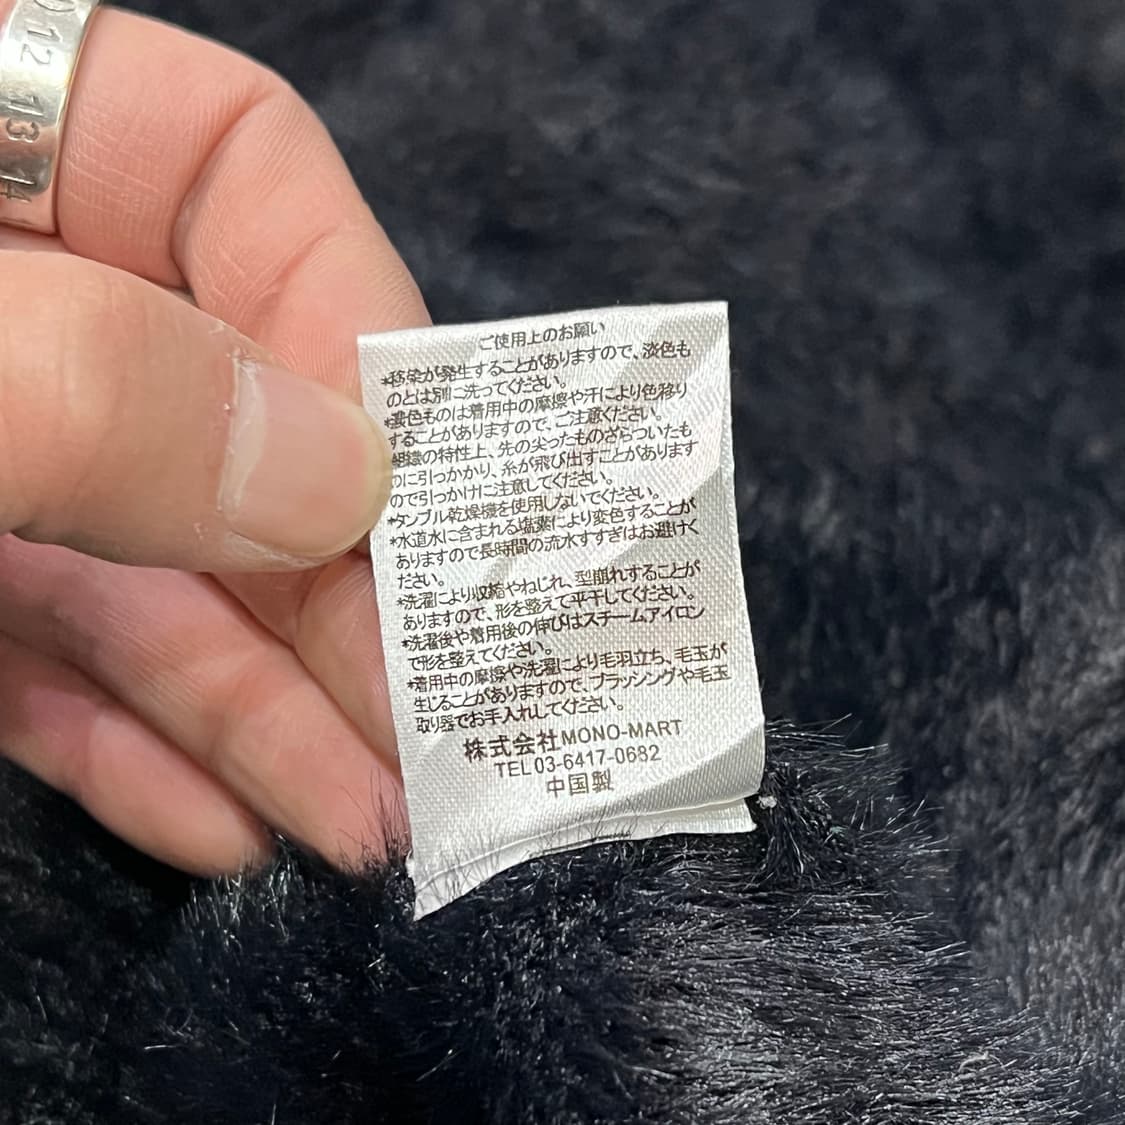 12 13 14
ご使用上のお願い
*移染が発生することがありますので、淡色も
のとは別に洗ってください。
*濃色ものは着用中の摩擦や汗により色移り
することがありますので、ご注意ください。
組織の特性上、先の尖ったものざらついたも
のに引っかかり、糸が飛び出すことがあります
ので引っかけに注意してください。
*タンブル乾燥機を使用しないでください。
*水道水に含まれる塩素により変色することが
ありますので長時間の流水すすぎはお避けく
ださい。
*洗濯により収縮やねじれ、型崩れすることが
ありますので、形を整えて平干してください。
*洗濯後や着用後の伸びはスチームアイロン
で形を整えてください。
*着用中の摩擦や洗濯により毛羽立ち、毛玉が
生じることがありますので、ブラッシングや毛玉
取り器でお手入れしてください。
株式会社MONO-MART
TEL03-6417-0682
中国製